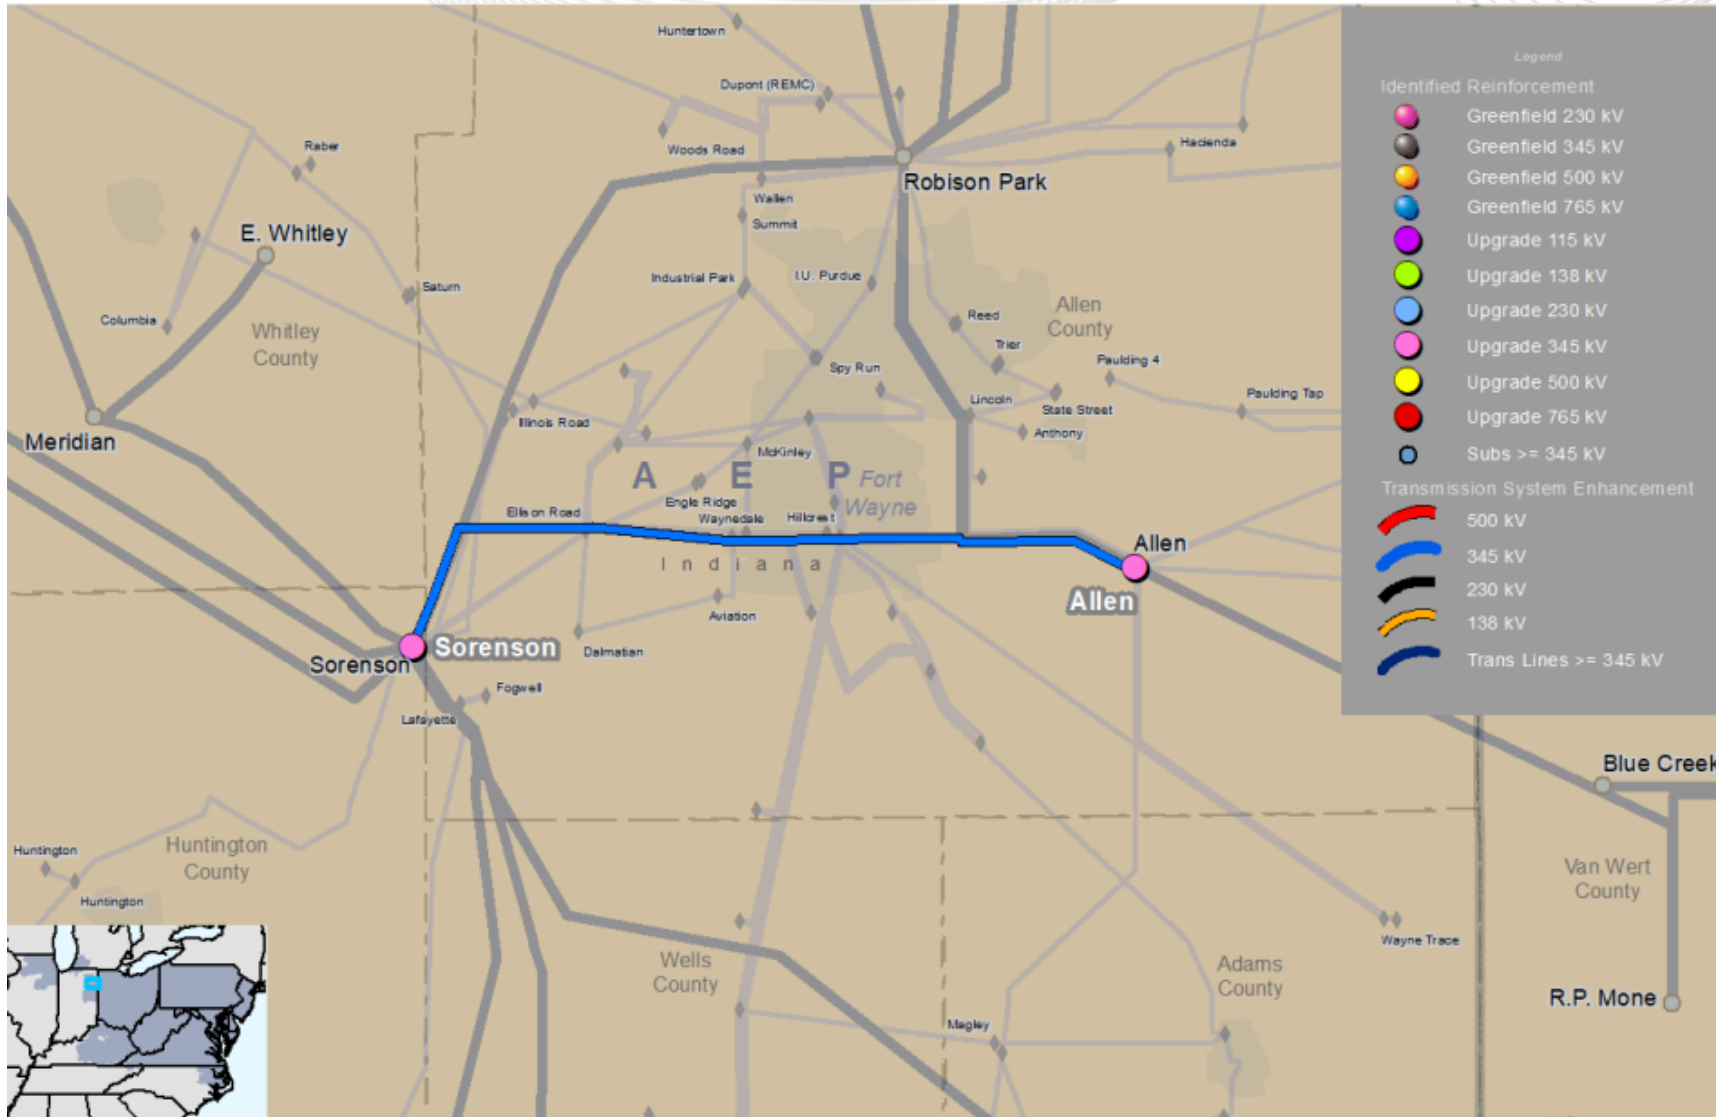 Huntertown
Dupont (REMC)
Woods Road
Hacienda
Robison Park
Raber
Wallen
Summit
E. Whitley
Industrial Park
I.U. Purdue
Saturn
Allen
County
Columbia
Whitley
County
Reed
Trier
Paulding 4
Spy Run
Paulding Tap
Lincoln
State Street
Illinois Road
Anthony
Meridian
McKinley
A E P
Fort
Wayne
Engle Ridge
Ellison Road
Waynedale
Hillcrest
Indiana
Allen
Allen
Aviation
Sorenson
Sorenson
Dalmatian
Fogwell
Lafayette
Blue Creek
Huntington
County
Huntington
Huntington
Van Wert
County
Wayne Trace
Wells
County
Adams
County
R.P. Mone
Magley
Legend
Identified Reinforcement
Greenfield 230 kV
Greenfield 345 kV
Greenfield 500 kV
Greenfield 765 kV
Upgrade 115 kV
Upgrade 138 kV
Upgrade 230 kV
Upgrade 345 kV
Upgrade 500 kV
Upgrade 765 kV
Subs >= 345 kV
Transmission System Enhancement
500 kV
345 kV
230 kV
138 kV
Trans Lines >= 345 kV